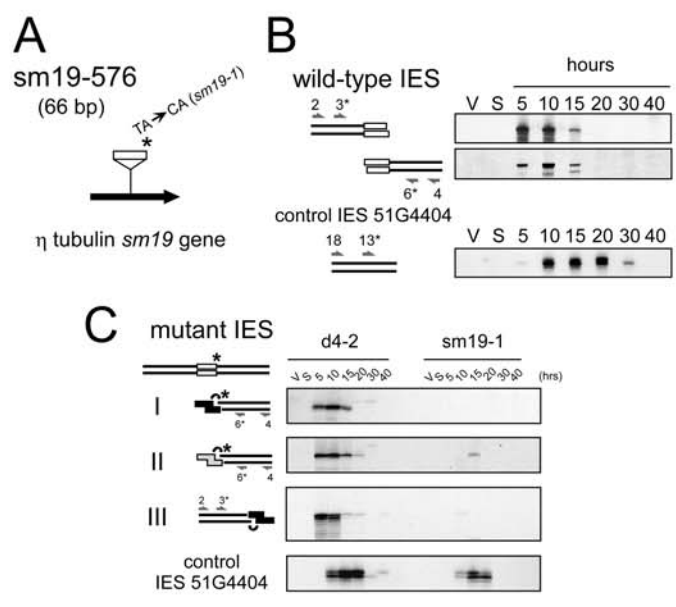 A
sm19-576
(66 bp)
TA→CA (sm19-1)
*
η tubulin sm19 gene
B
wild-type IES
hours
V S 5 10 15 20 30 40
2 3*
6* 4
control IES 51G4404
V S 5 10 15 20 30 40
18 13*
C
mutant IES
d4-2 sm19-1
*
V S 5 10 15 20 30 40 V S 5 10 15 20 30 40 (hrs)
I
*
6* 4
II
*
6* 4
III
2 3*
control
IES 51G4404